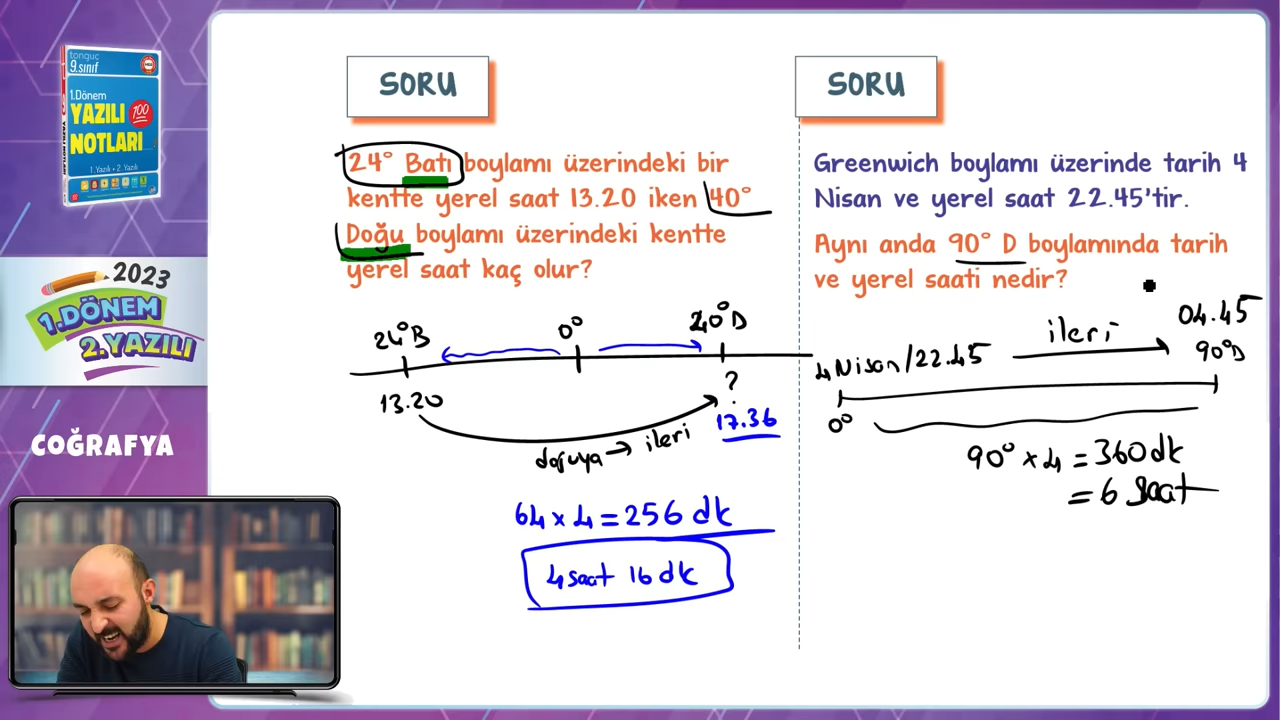 tonguç
9.sınıf
1.Dönem
YAZILI
100
NOTLARI
1.Yazılı + 2.Yazılı
2023
1.DÖNEM
2.YAZILI
COĞRAFYA
SORU
24° Batı boylamı üzerindeki bir
kentte yerel saat 13.20 iken 40°
Doğu boylamı üzerindeki kentte
yerel saat kaç olur?
24°B
0°
40°D
13.20
?
17.36
doğuya → ileri
64 x 4 = 256 dk
4 saat 16 dk
SORU
Greenwich boylamı üzerinde tarih 4
Nisan ve yerel saat 22.45'tir.
Aynı anda 90° D boylamında tarih
ve yerel saati nedir?
04.45
ileri
4 Nisan/22.45
90°D
0°
90° x 4 = 360 dk
= 6 saat